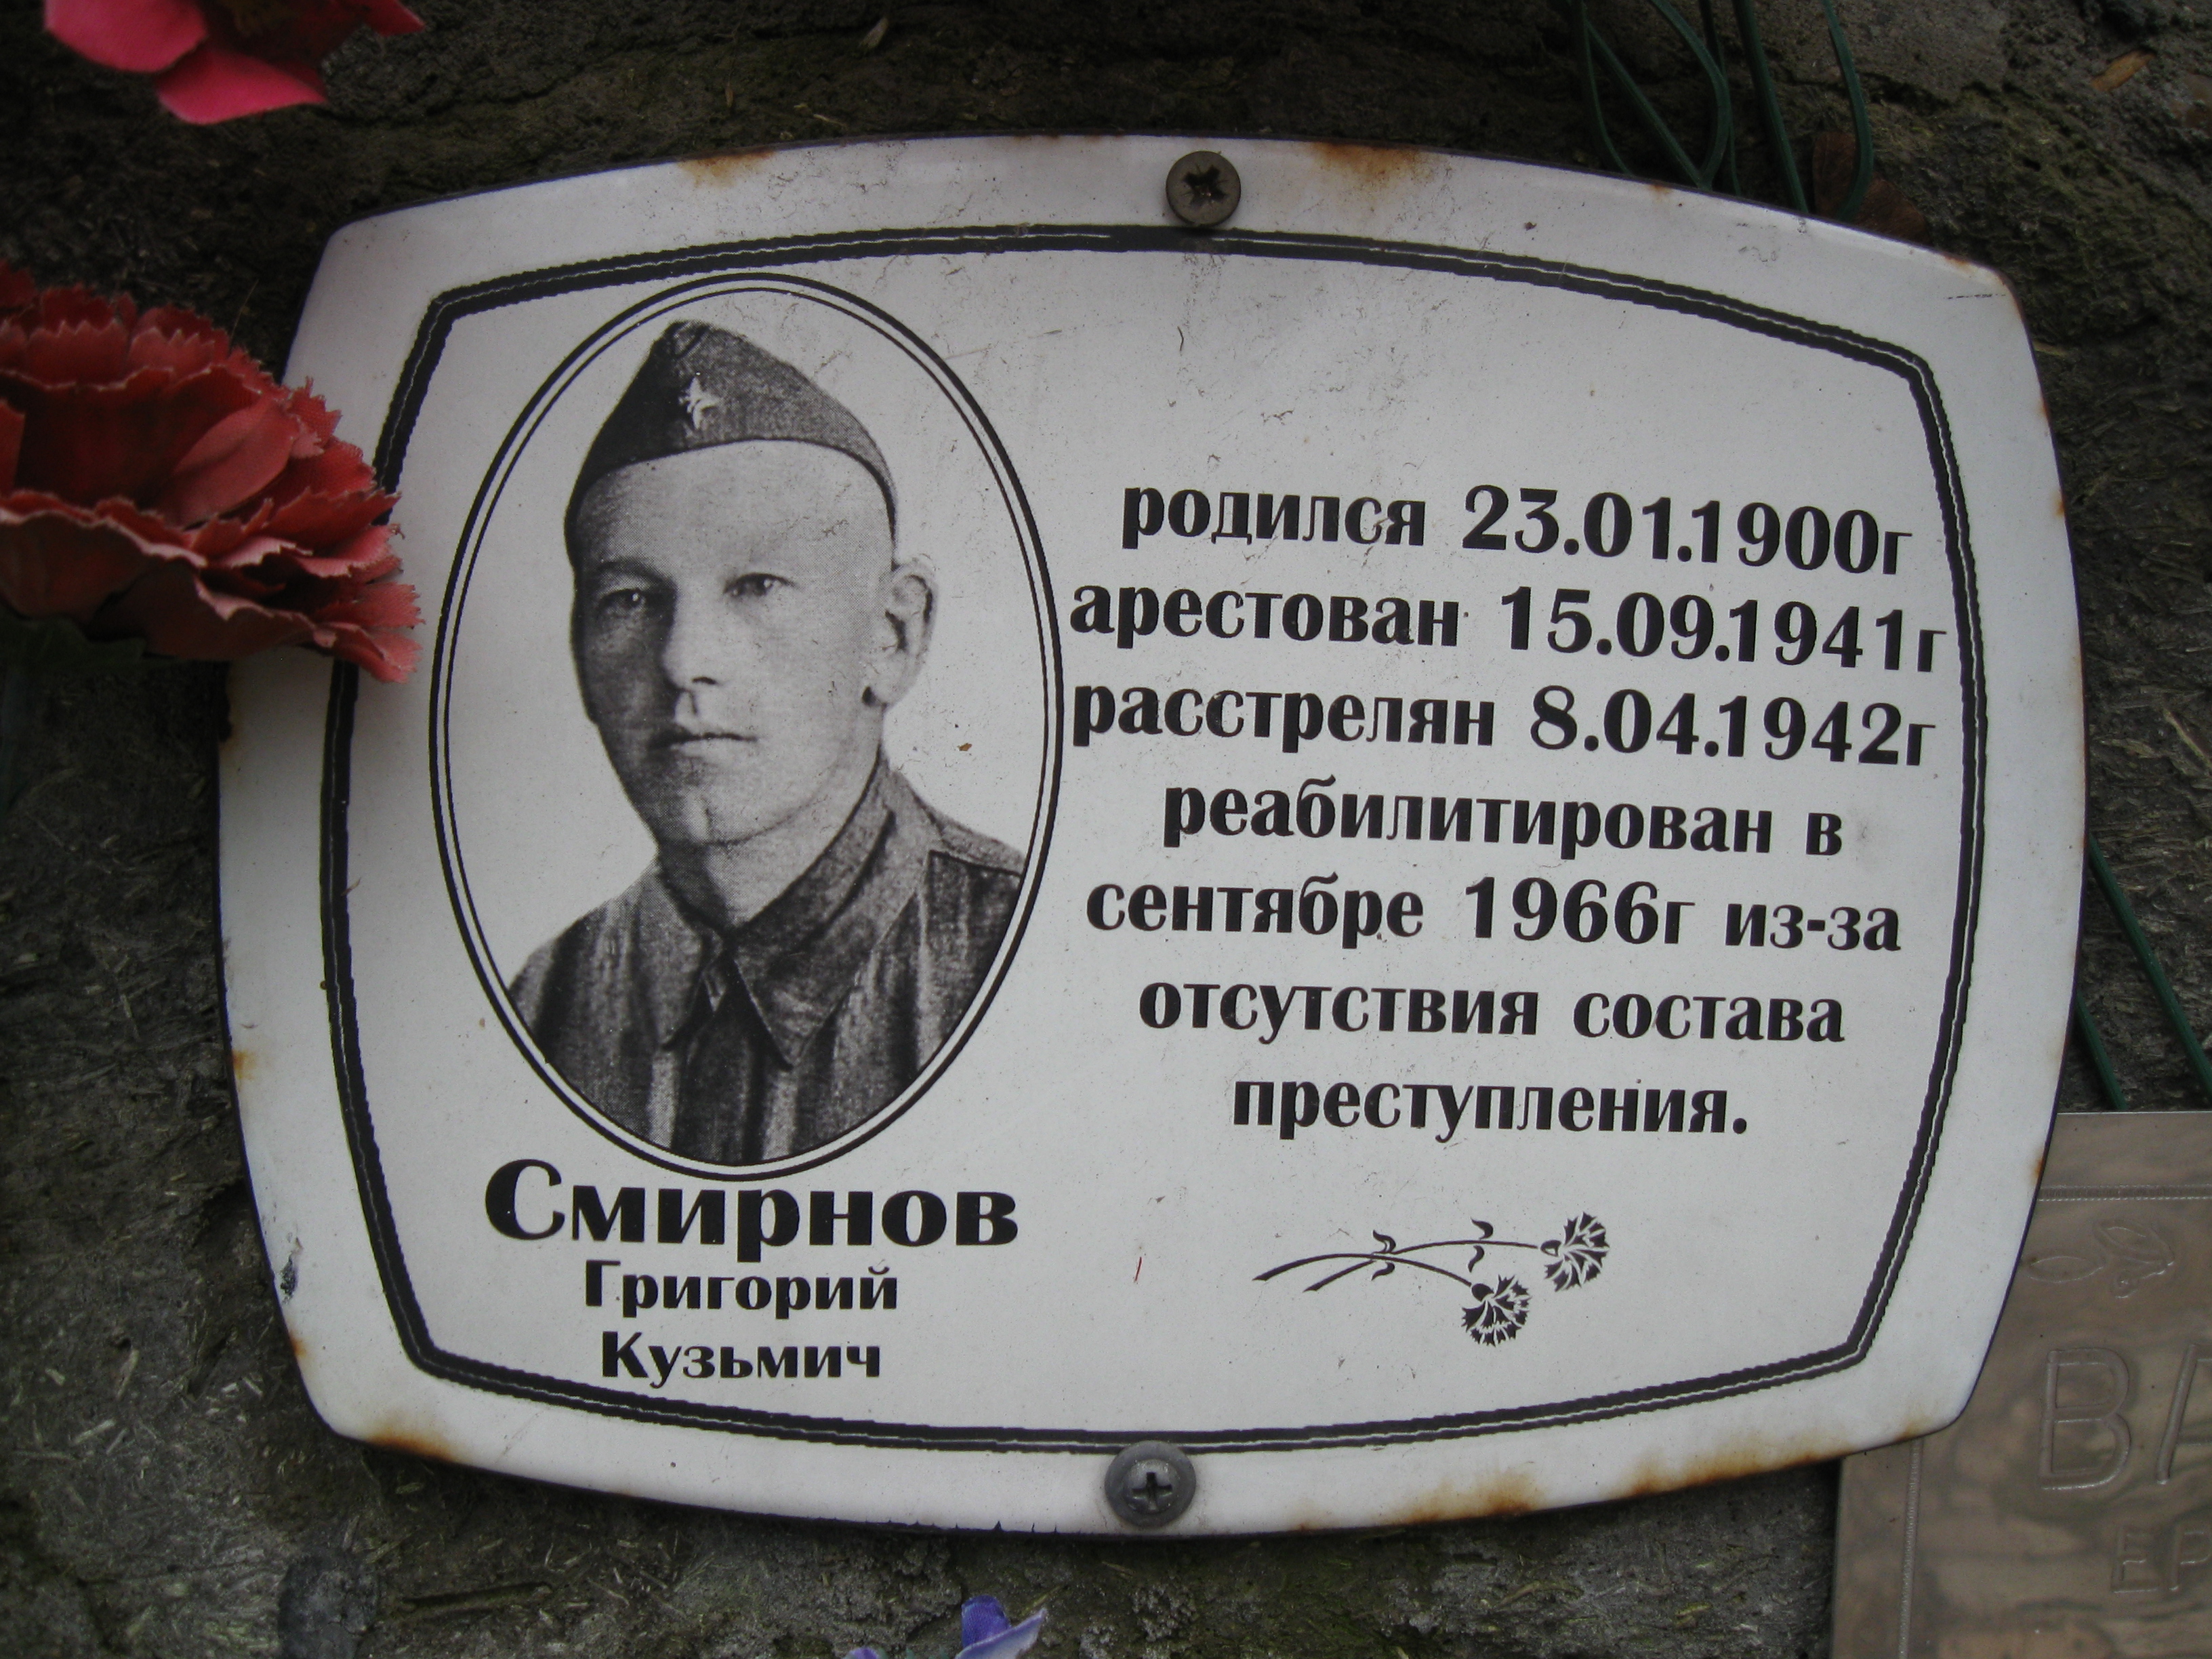 родился 23.01.1900г
арестован 15.09.1941г
расстрелян 8.04.1942г
реабилитирован в
сентябре 1966г из-за
отсутствия состава
преступления.
Смирнов
Григорий
Кузьмич